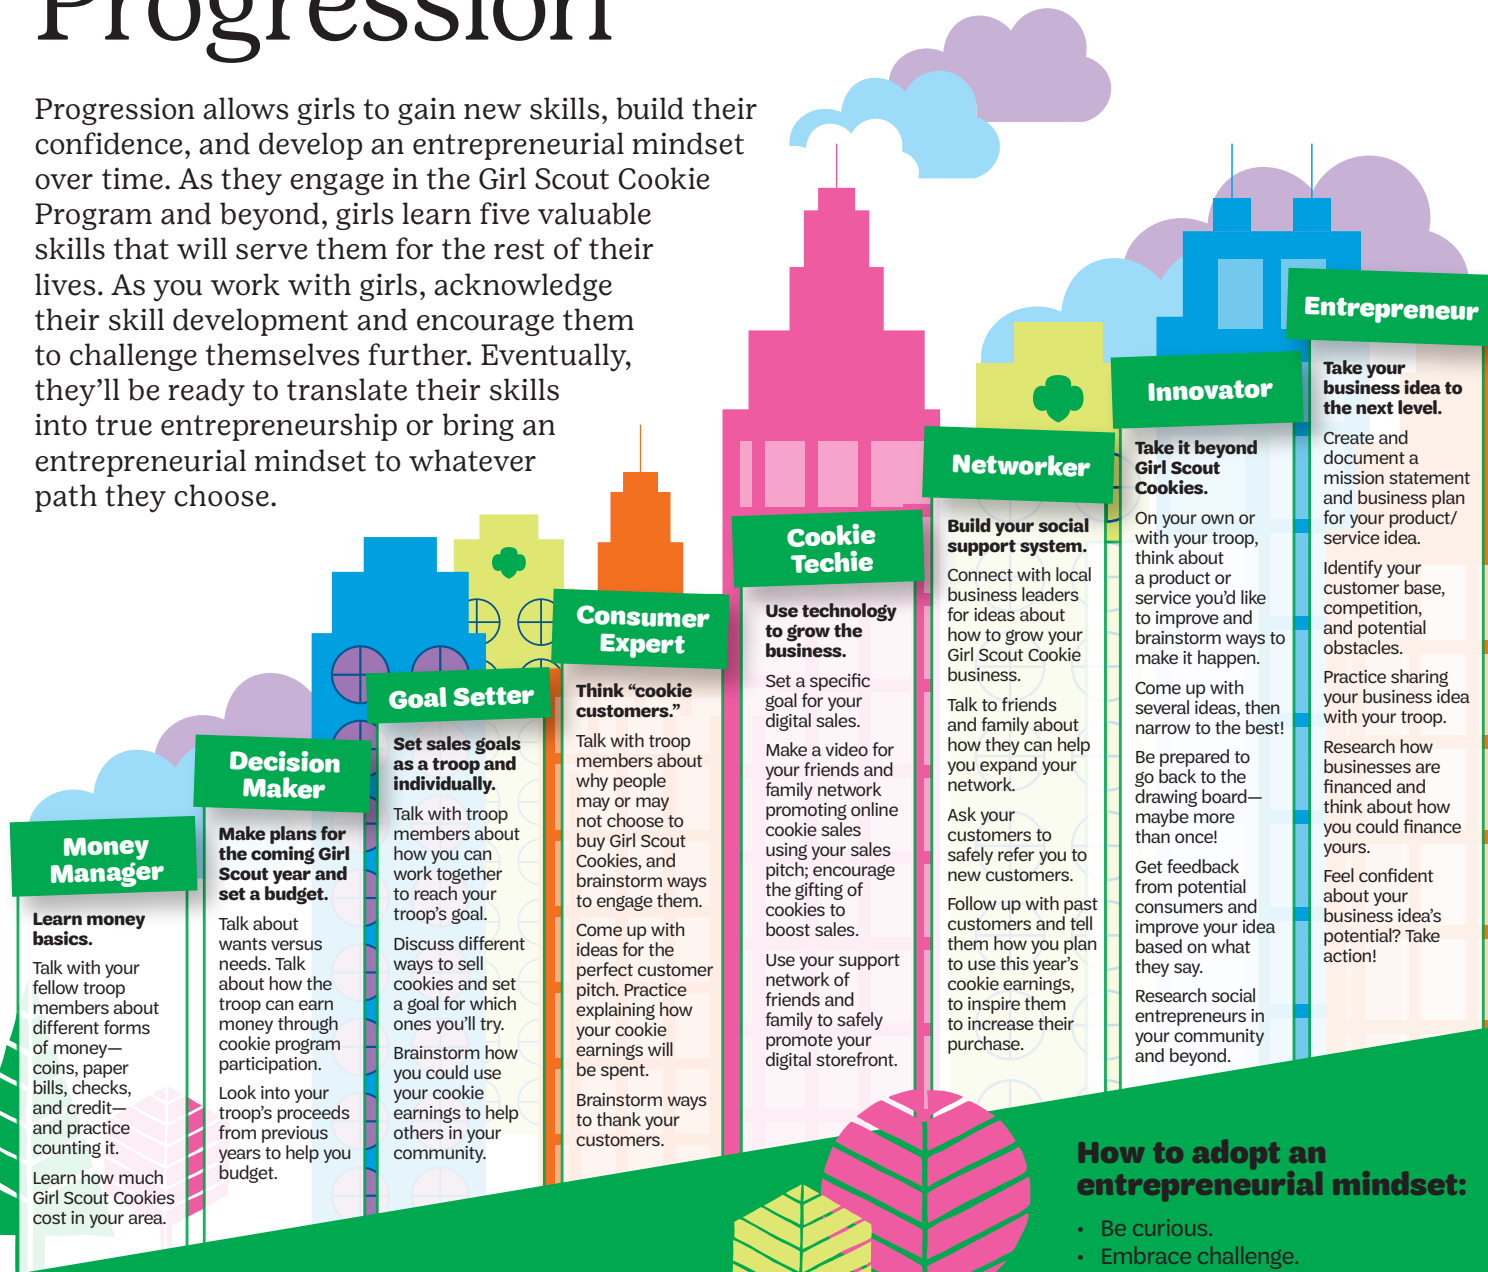 Progression
Progression allows girls to gain new skills, build their
confidence, and develop an entrepreneurial mindset
over time. As they engage in the Girl Scout Cookie
Program and beyond, girls learn five valuable
skills that will serve them for the rest of their
lives. As you work with girls, acknowledge
their skill development and encourage them
to challenge themselves further. Eventually,
they’ll be ready to translate their skills
into true entrepreneurship or bring an
entrepreneurial mindset to whatever
path they choose.
Money
Manager
Learn money
basics.
Talk with your
fellow troop
members about
different forms
of money—
coins, paper
bills, checks,
and credit—
and practice
counting it.
Learn how much
Girl Scout Cookies
cost in your area.
Decision
Maker
Make plans for
the coming Girl
Scout year and
set a budget.
Talk about
wants versus
needs. Talk
about how the
troop can earn
money through
cookie program
participation.
Look into your
troop’s proceeds
from previous
years to help you
budget.
Goal Setter
Set sales goals
as a troop and
individually.
Talk with troop
members about
how you can
work together
to reach your
troop’s goal.
Discuss different
ways to sell
cookies and set
a goal for which
ones you’ll try.
Brainstorm how
you could use
your cookie
earnings to help
others in your
community.
Consumer
Expert
Think “cookie
customers.”
Talk with troop
members about
why people
may or may
not choose to
buy Girl Scout
Cookies, and
brainstorm ways
to engage them.
Come up with
ideas for the
perfect customer
pitch. Practice
explaining how
your cookie
earnings will
be spent.
Brainstorm ways
to thank your
customers.
Cookie
Techie
Use technology
to grow the
business.
Set a specific
goal for your
digital sales.
Make a video for
your friends and
family network
promoting online
cookie sales
using your sales
pitch; encourage
the gifting of
cookies to
boost sales.
Use your support
network of
friends and
family to safely
promote your
digital storefront.
Networker
Build your social
support system.
Connect with local
business leaders
for ideas about
how to grow your
Girl Scout Cookie
business.
Talk to friends
and family about
how they can help
you expand your
network.
Ask your
customers to
safely refer you to
new customers.
Follow up with past
customers and tell
them how you plan
to use this year’s
cookie earnings,
to inspire them
to increase their
purchase.
Innovator
Take it beyond
Girl Scout
Cookies.
On your own or
with your troop,
think about
a product or
service you’d like
to improve and
brainstorm ways to
make it happen.
Come up with
several ideas, then
narrow to the best!
Be prepared to
go back to the
drawing board—
maybe more
than once!
Get feedback
from potential
consumers and
improve your idea
based on what
they say.
Research social
entrepreneurs in
your community
and beyond.
Entrepreneur
Take your
business idea to
the next level.
Create and
document a
mission statement
and business plan
for your product/
service idea.
Identify your
customer base,
competition,
and potential
obstacles.
Practice sharing
your business idea
with your troop.
Research how
businesses are
financed and
think about how
you could finance
yours.
Feel confident
about your
business idea’s
potential? Take
action!
How to adopt an
entrepreneurial mindset:
• Be curious.
• Embrace challenge.